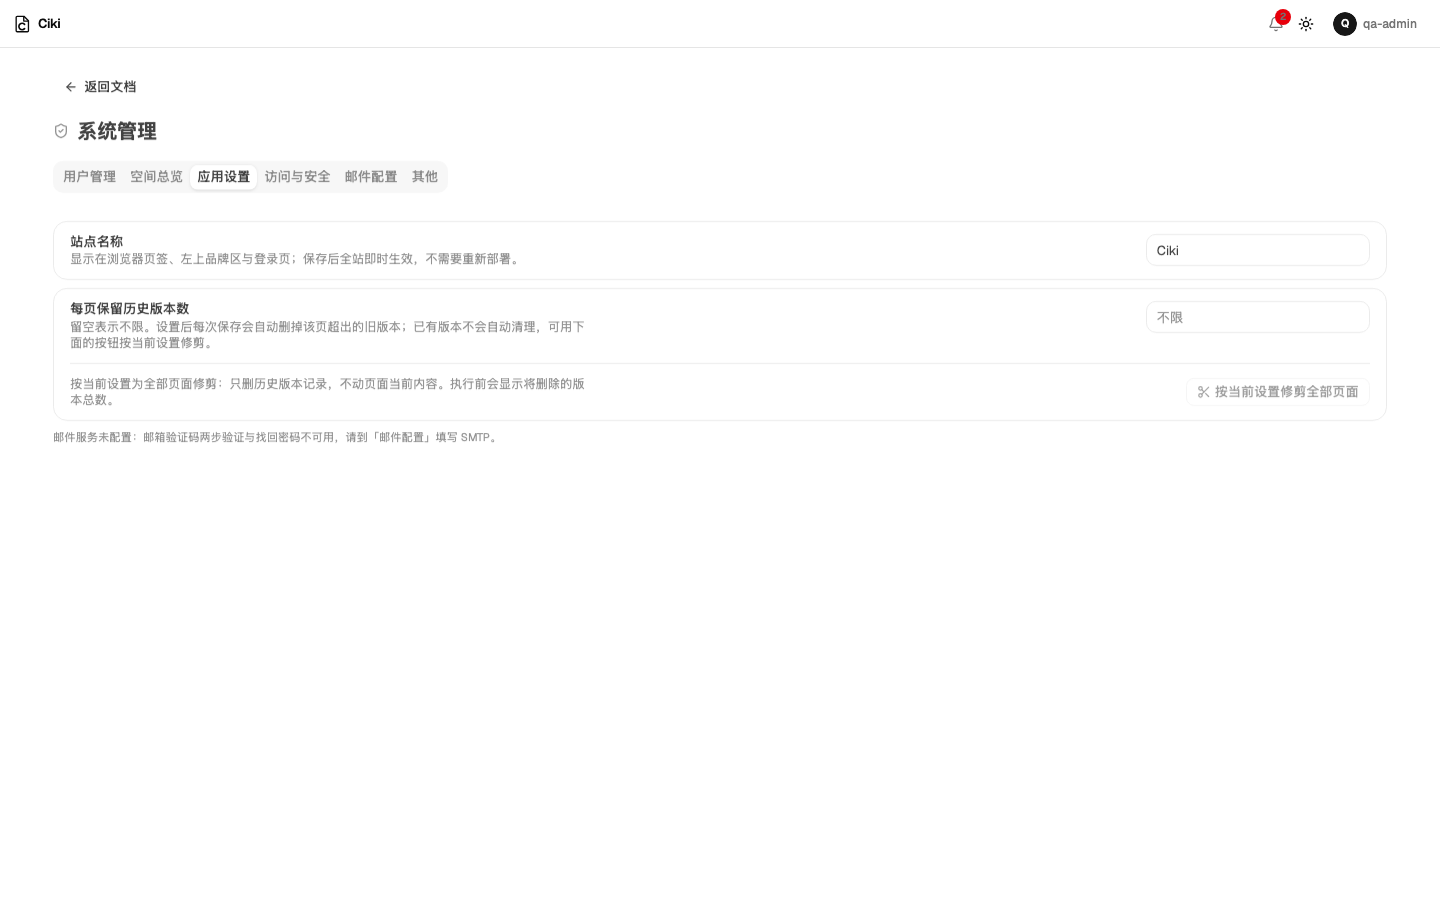 Ciki
2
Q
qa-admin
返回文档
系统管理
用户管理 空间总览 应用设置 访问与安全 邮件配置 其他
站点名称
显示在浏览器页签、左上品牌区与登录页；保存后全站即时生效，不需要重新部署。
Ciki
每页保留历史版本数
留空表示不限。设置后每次保存会自动删掉该页超出的旧版本；已有版本不会自动清理，可用下
面的按钮按当前设置修剪。
不限
按当前设置为全部页面修剪：只删历史版本记录，不动页面当前内容。执行前会显示将删除的版
本总数。
按当前设置修剪全部页面
邮件服务未配置：邮箱验证码两步验证与找回密码不可用，请到「邮件配置」填写 SMTP。